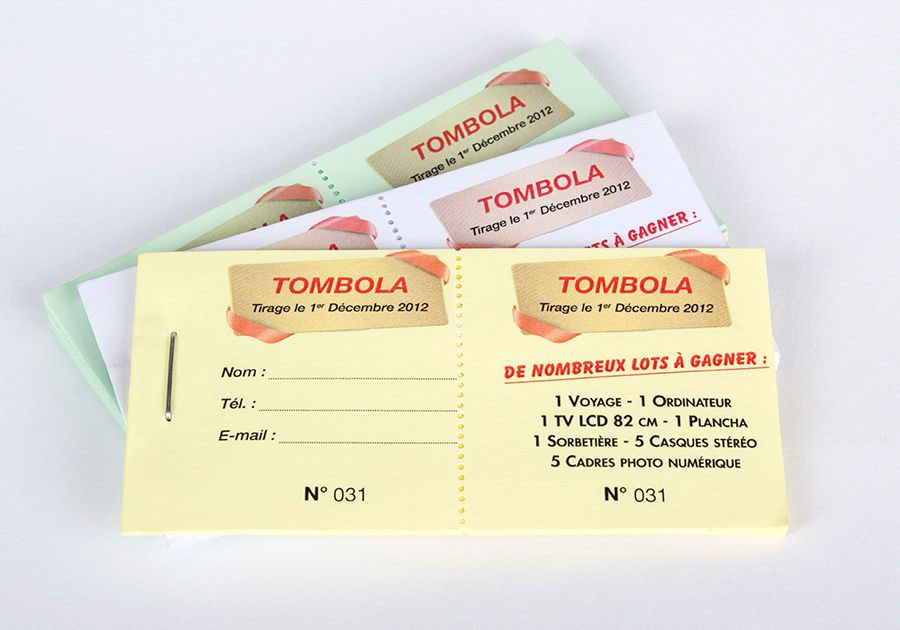 TOMBOLA
Tirage le 1er Décembre 2012
TOMBOLA
Tirage le 1er Décembre 2012
LOTS À GAGNER :
TOMBOLA
Tirage le 1er Décembre 2012
Nom :
Tél. :
E-mail :
N° 031
TOMBOLA
Tirage le 1er Décembre 2012
DE NOMBREUX LOTS À GAGNER :
1 VOYAGE - 1 ORDINATEUR
1 TV LCD 82 CM - 1 PLANCHA
1 SORBETIÈRE - 5 CASQUES STÉRÉO
5 CADRES PHOTO NUMÉRIQUE
N° 031